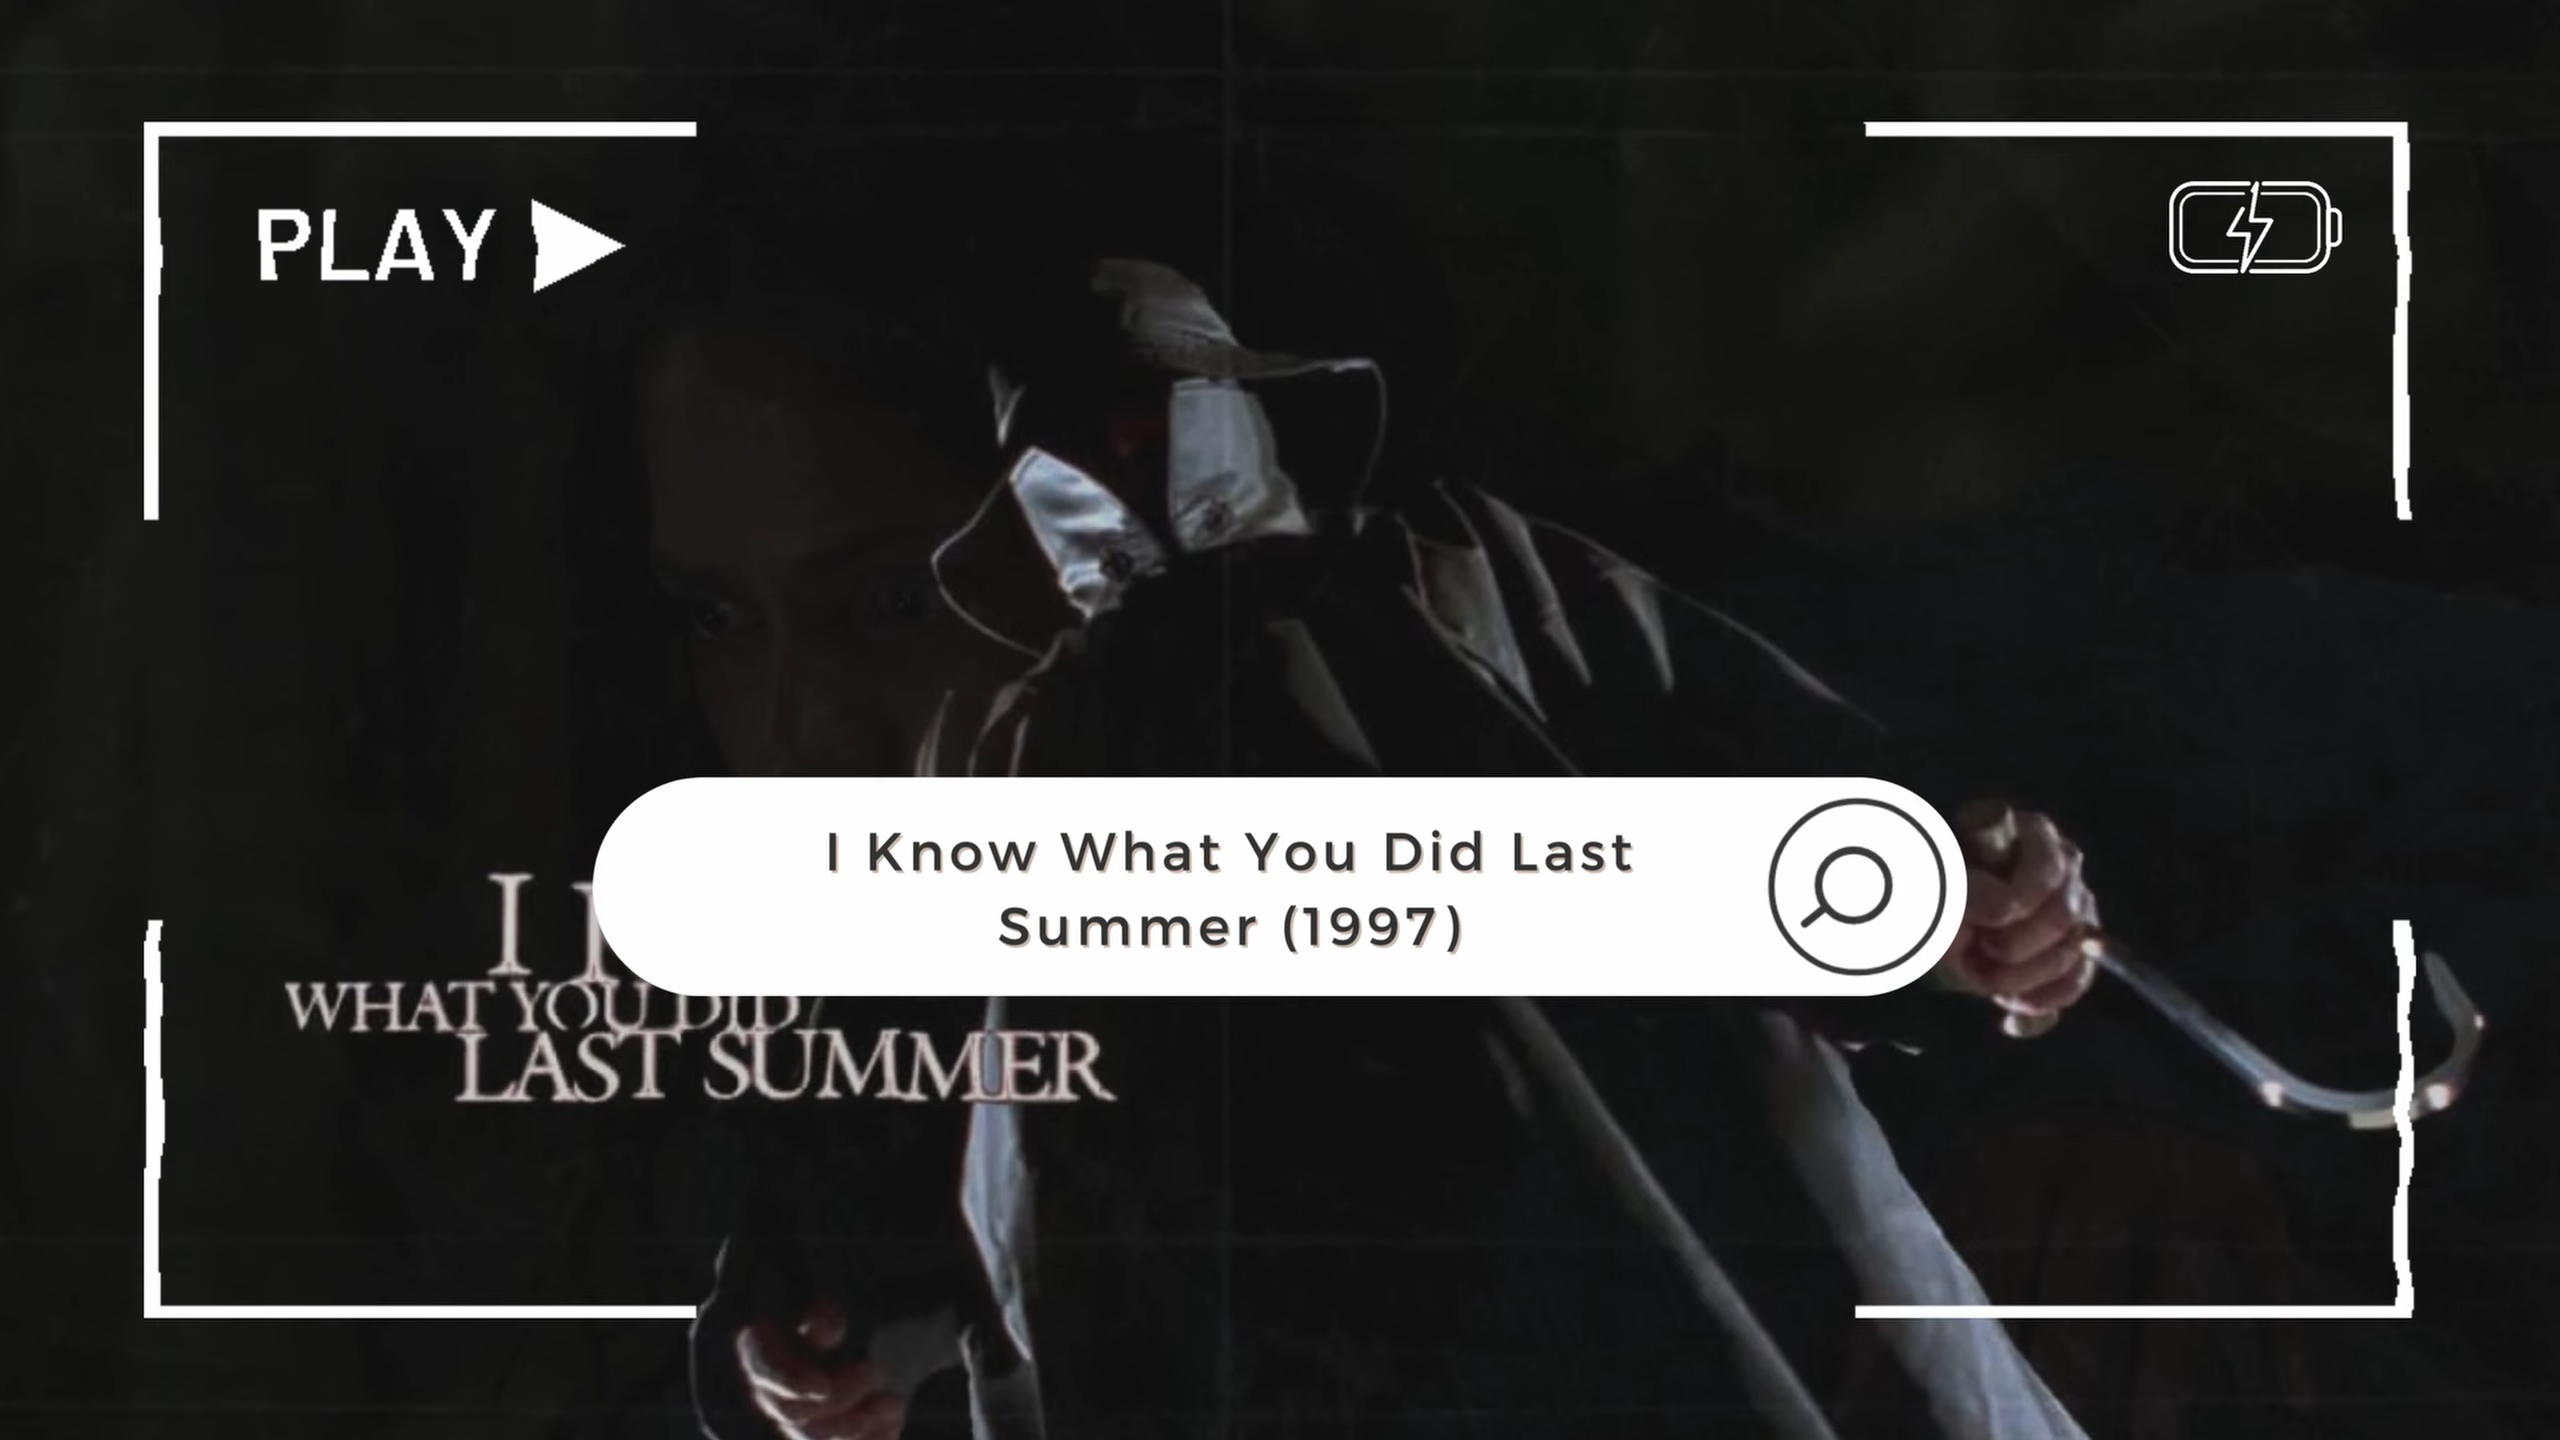 PLAY
I Know What You Did Last
Summer (1997)
I
WHAT YOU DID
LAST SUMMER